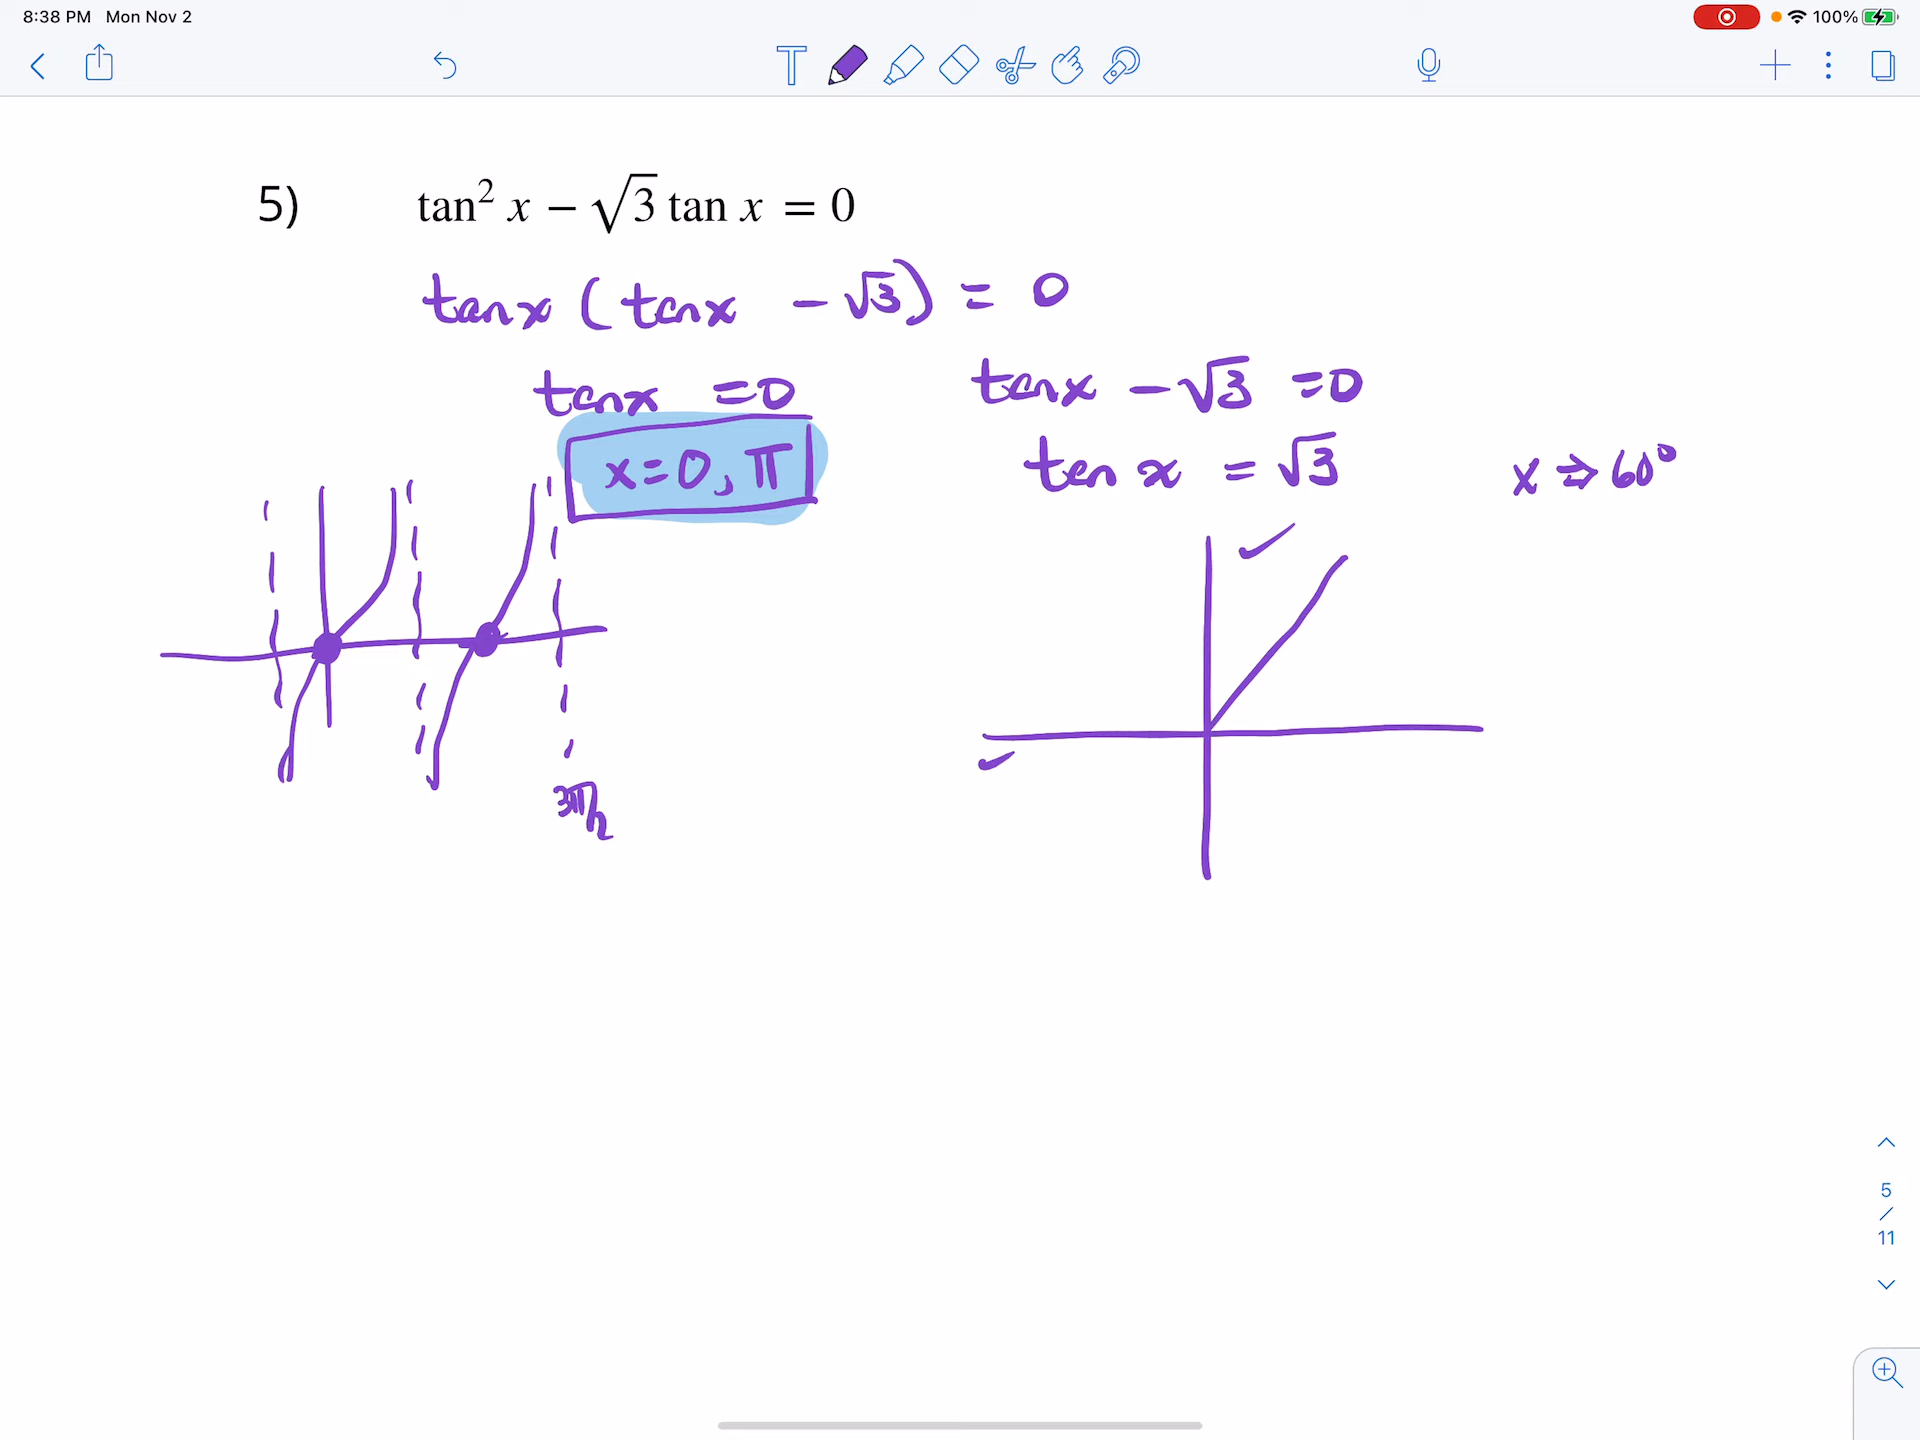 8:38 PM Mon Nov 2
100%
T
5) tan² x − √3 tan x = 0
tanx (tanx − √3) = 0
tanx = 0
tanx − √3 = 0
x = 0, π
tan x = √3
x ⇒ 60°
3π/2
5
/
11